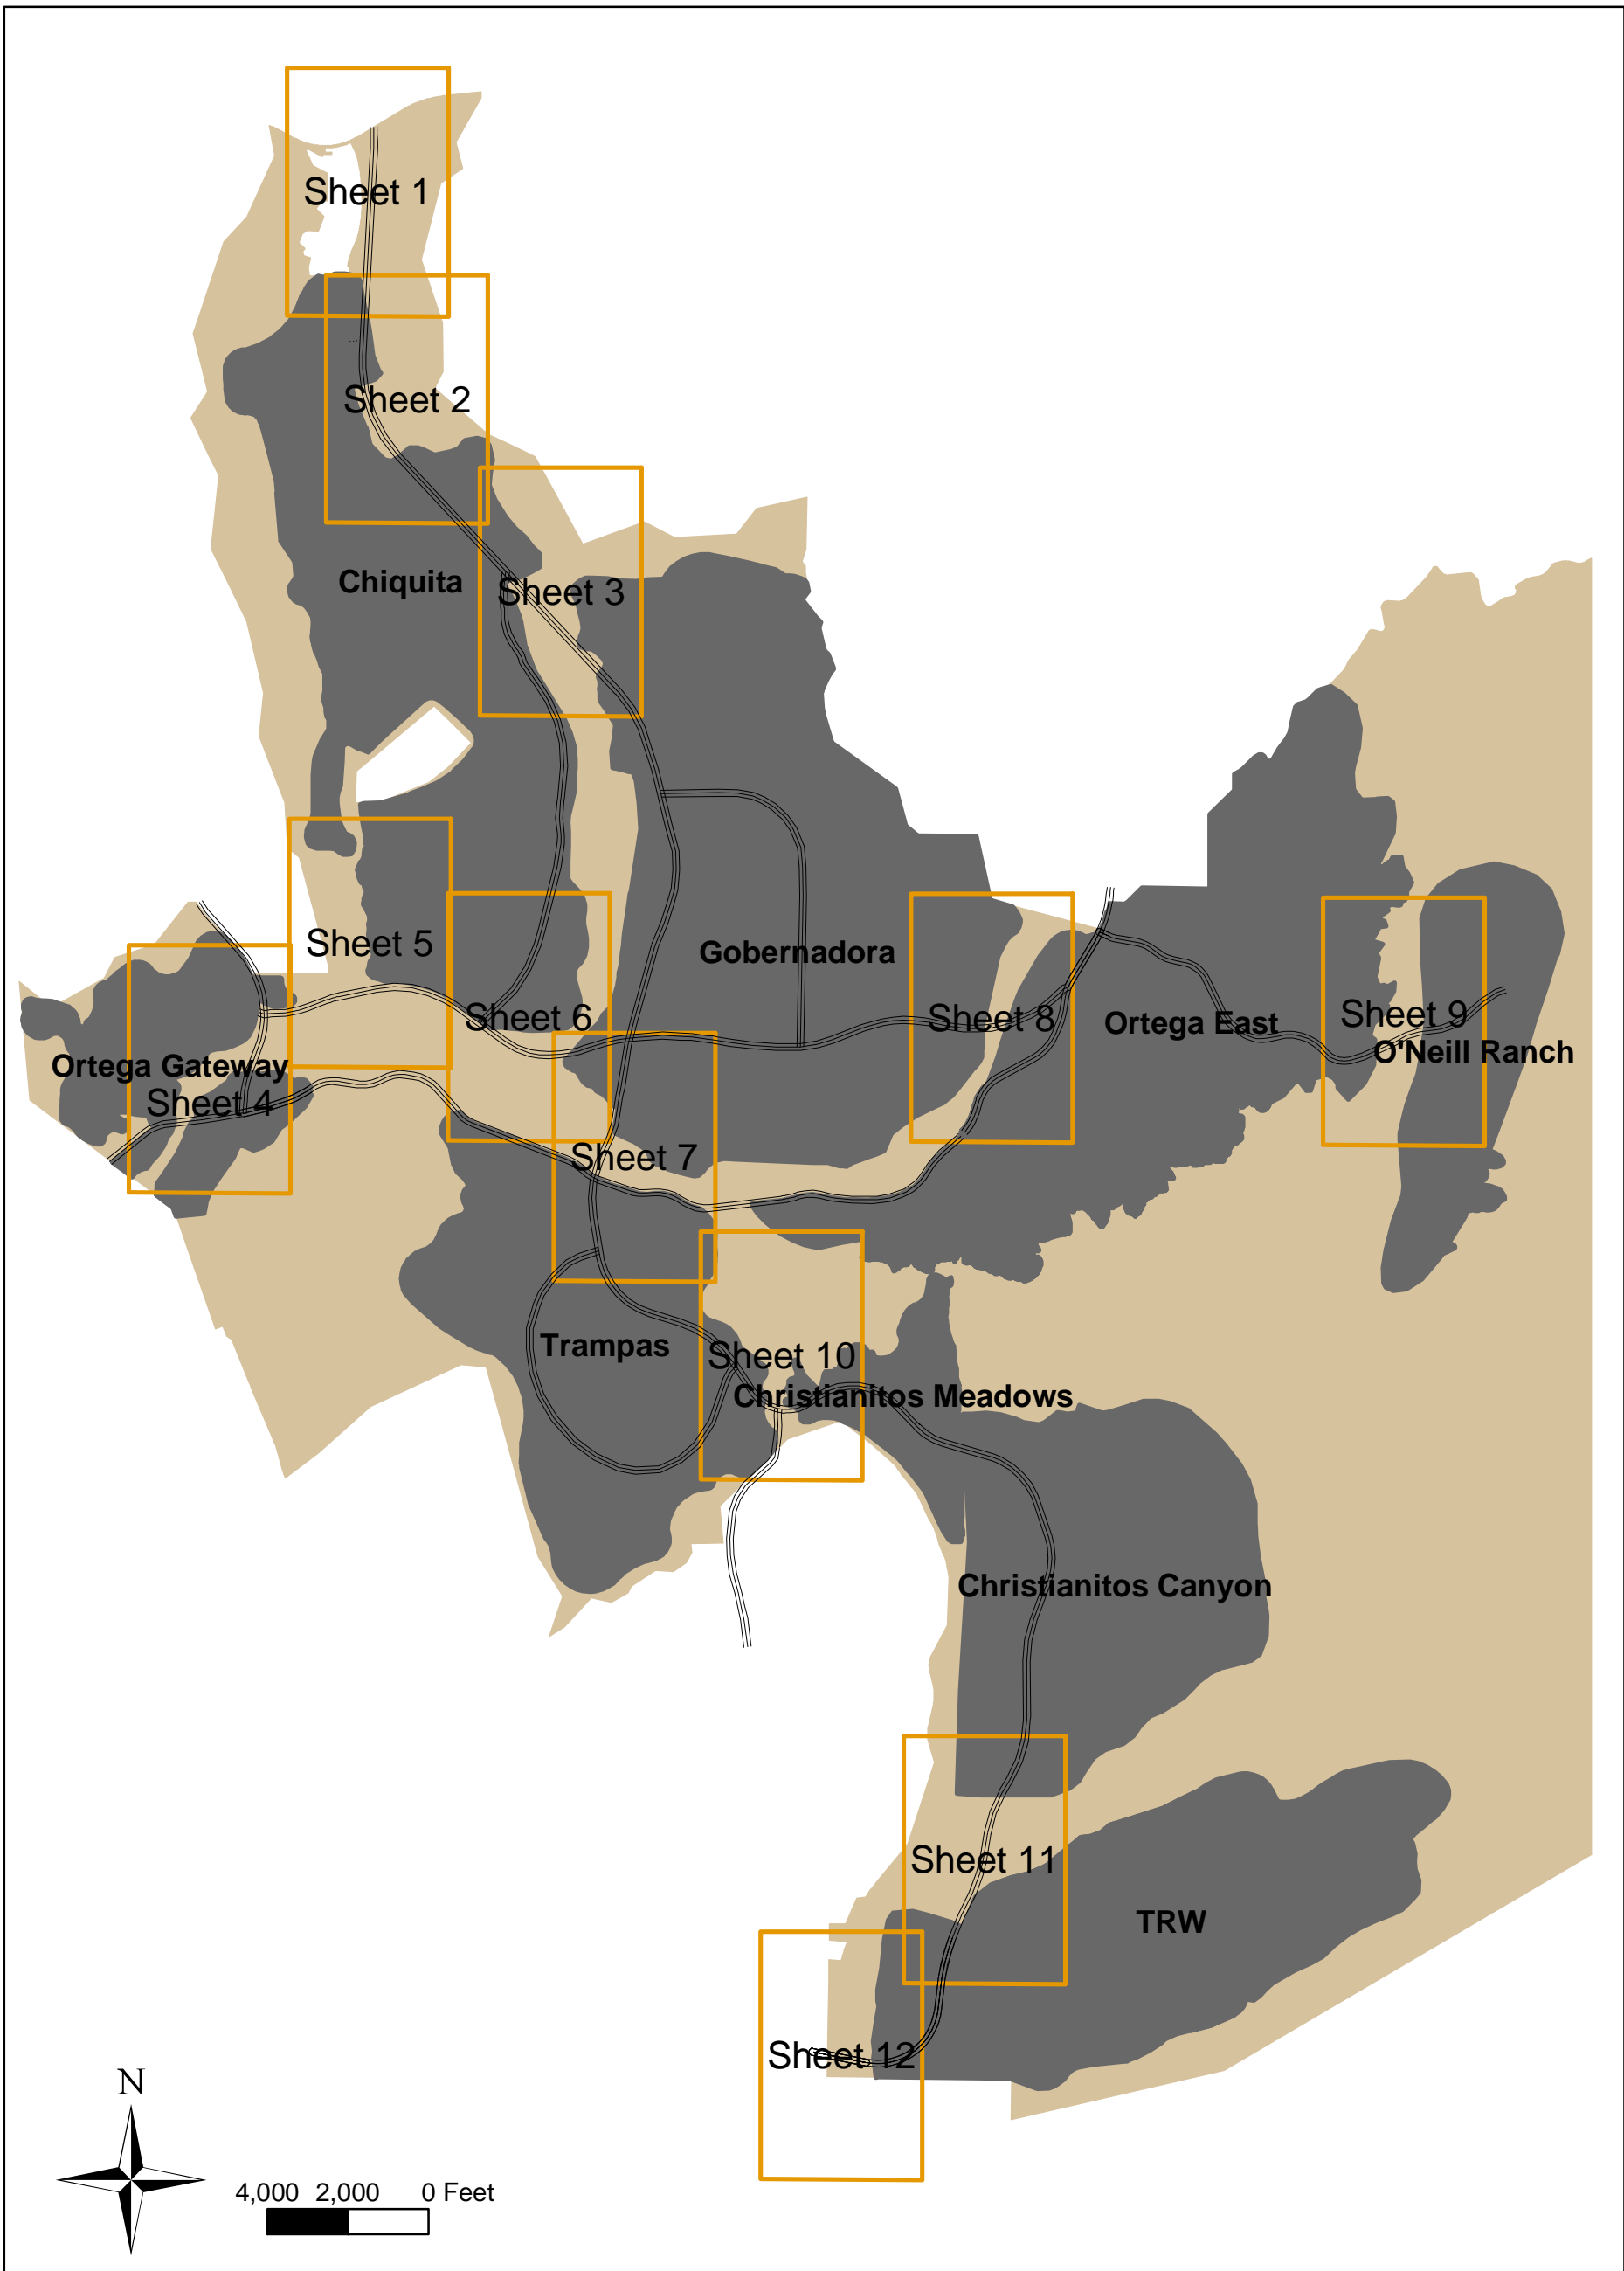 Sheet 1
Sheet 2
Chiquita
Sheet 3
Sheet 5
Gobernadora
Sheet 6
Sheet 8
Ortega East
Sheet 9
O'Neill Ranch
Ortega Gateway
Sheet 4
Sheet 7
Trampas
Sheet 10
Christianitos Meadows
Christianitos Canyon
Sheet 11
TRW
Sheet 12
N
4,000 2,000 0 Feet